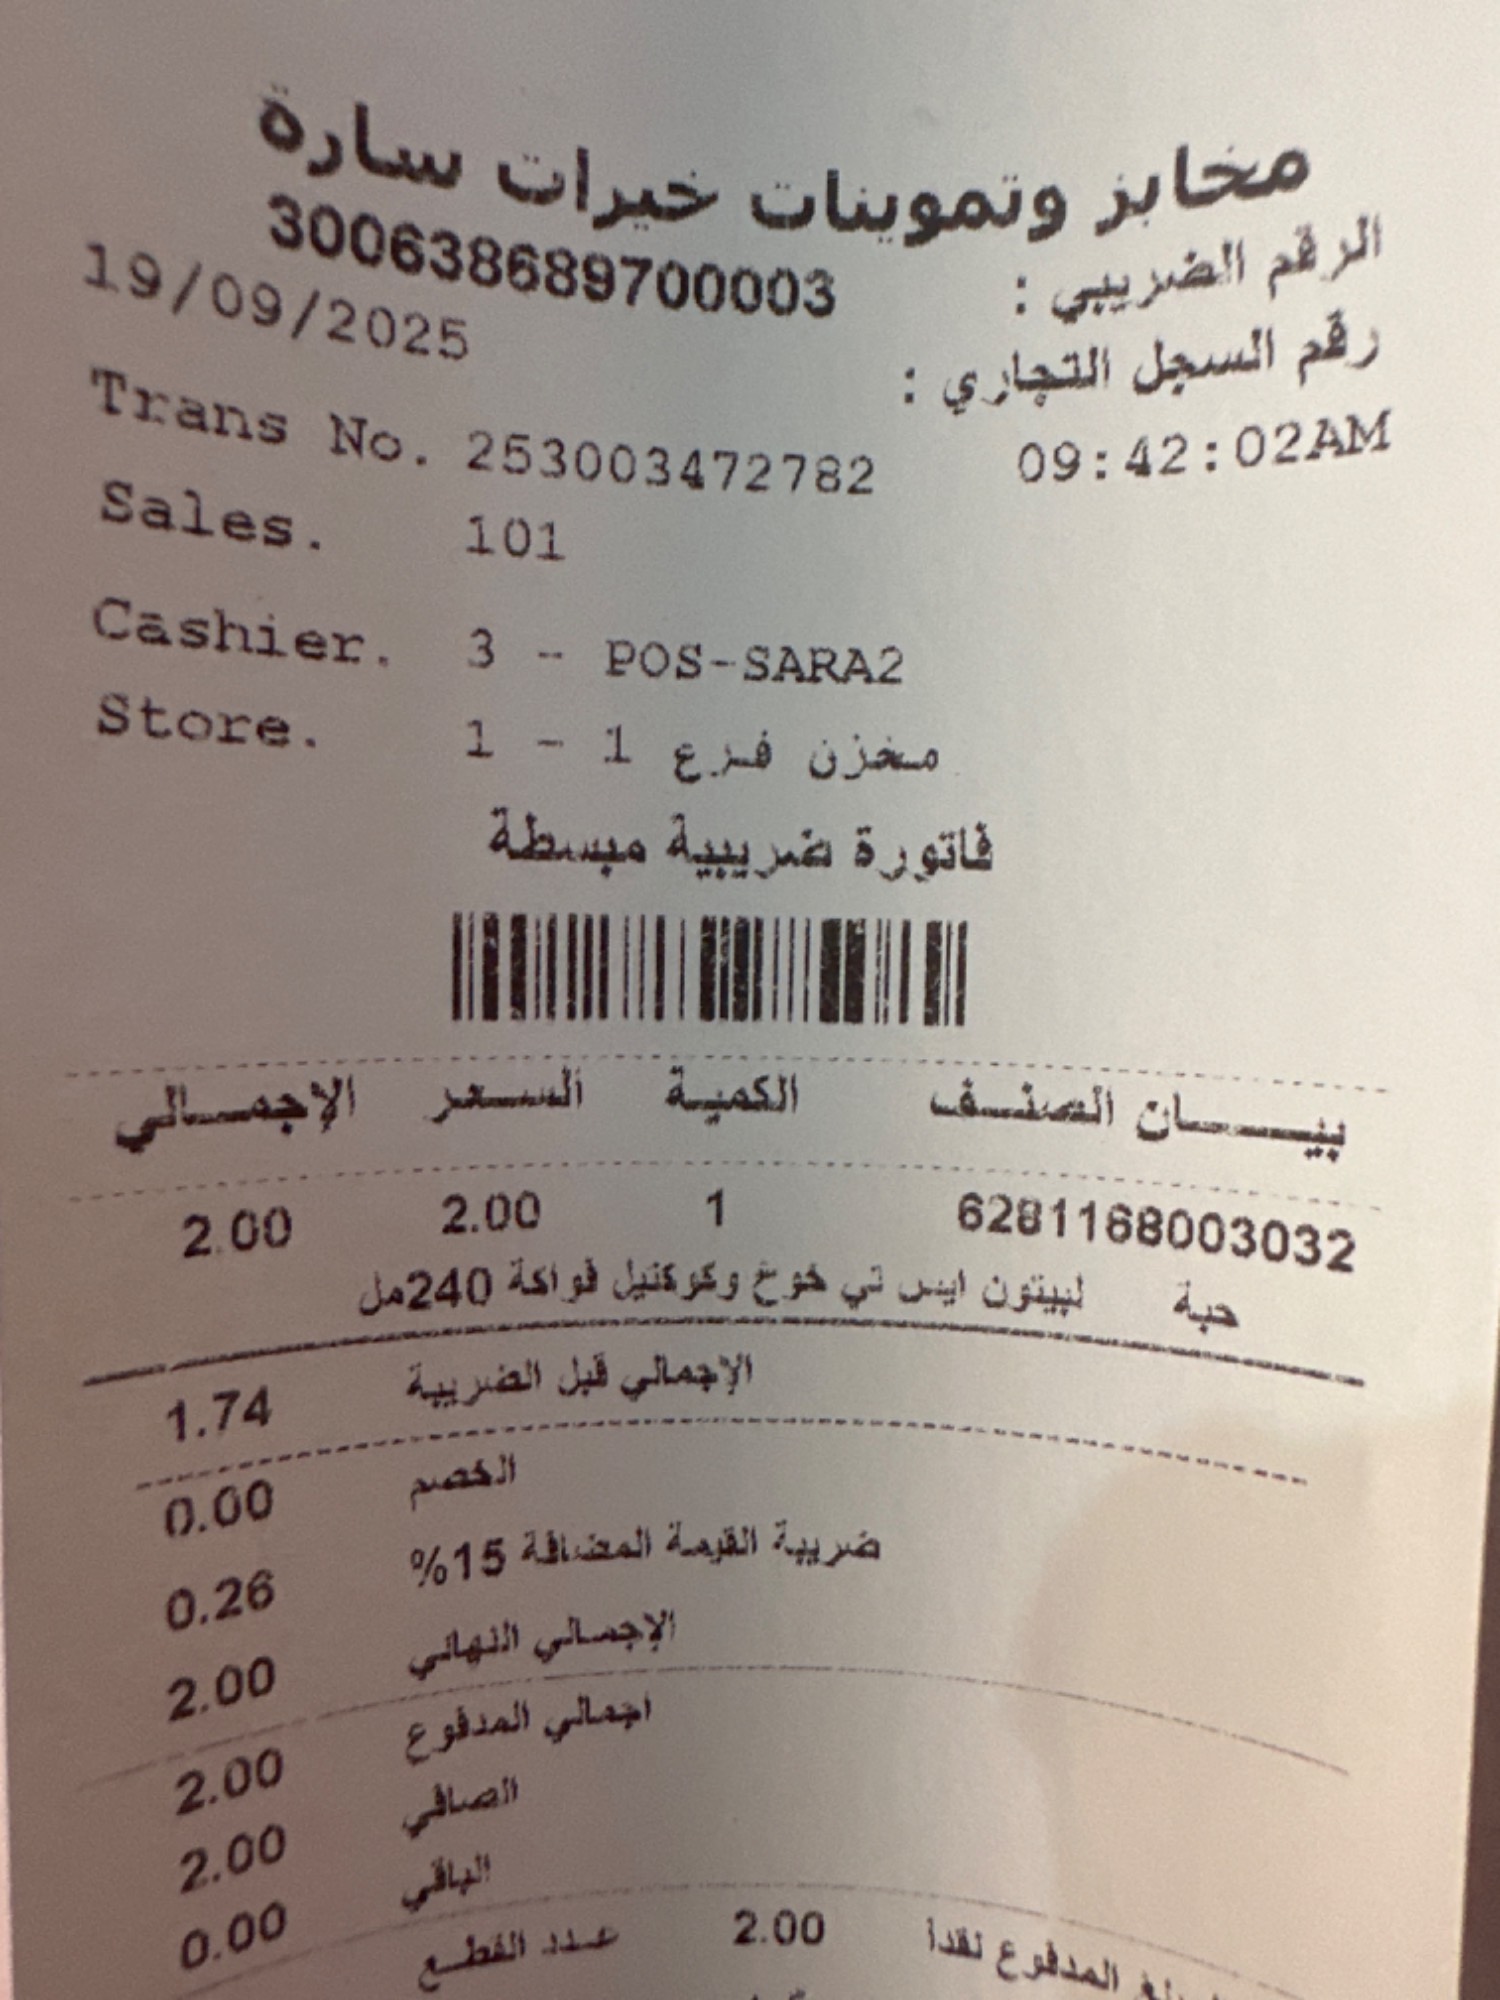 مخابز وتموينات خيرات سارة
الرقم الضريبي : 300638689700003
رقم السجل التجاري :
19/09/2025 09:42:02AM
Trans No. 253003472782
Sales. 101
Cashier. 3 - POS-SARA2
Store. 1 - مخزن فرع 1
فاتورة ضريبية مبسطة
بيـــان الصنـف الكمية السـعر الإجمـالي
6281168003032 1 2.00 2.00
حبة ليبتون ايس تي خوخ وكوكتيل فواكة 240مل
الإجمالي قبل الضريبة 1.74
الخصم 0.00
ضريبة القيمة المضافة 15% 0.26
الإجمالي النهائي 2.00
اجمالي المدفوع 2.00
الصافي 2.00
الباقي 0.00
المدفوع نقدا 2.00 عـدد القطـع